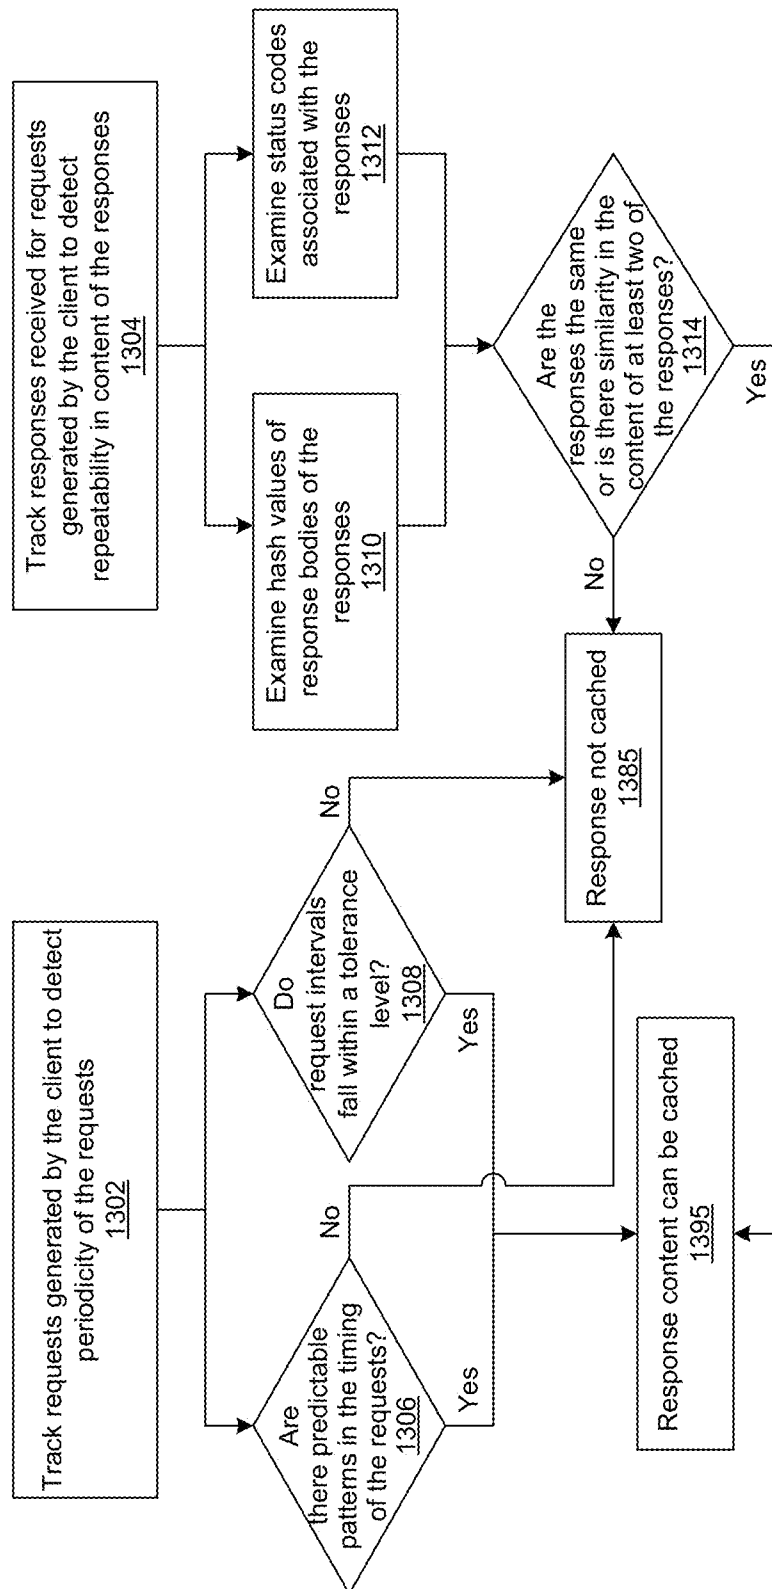 Track requests generated by the client to detect
periodicity of the requests
1302
Are
there predictable
patterns in the timing
of the requests?
1306
No
Yes
Do
request intervals
fall within a tolerance
level?
1308
No
Yes
Response content can be cached
1395
Response not cached
1385
Track responses received for requests
generated by the client to detect
repeatability in content of the responses
1304
Examine hash values of
response bodies of the
responses
1310
Examine status codes
associated with the
responses
1312
Are the
responses the same
or is there similarity in the
content of at least two of
the responses?
1314
No
Yes